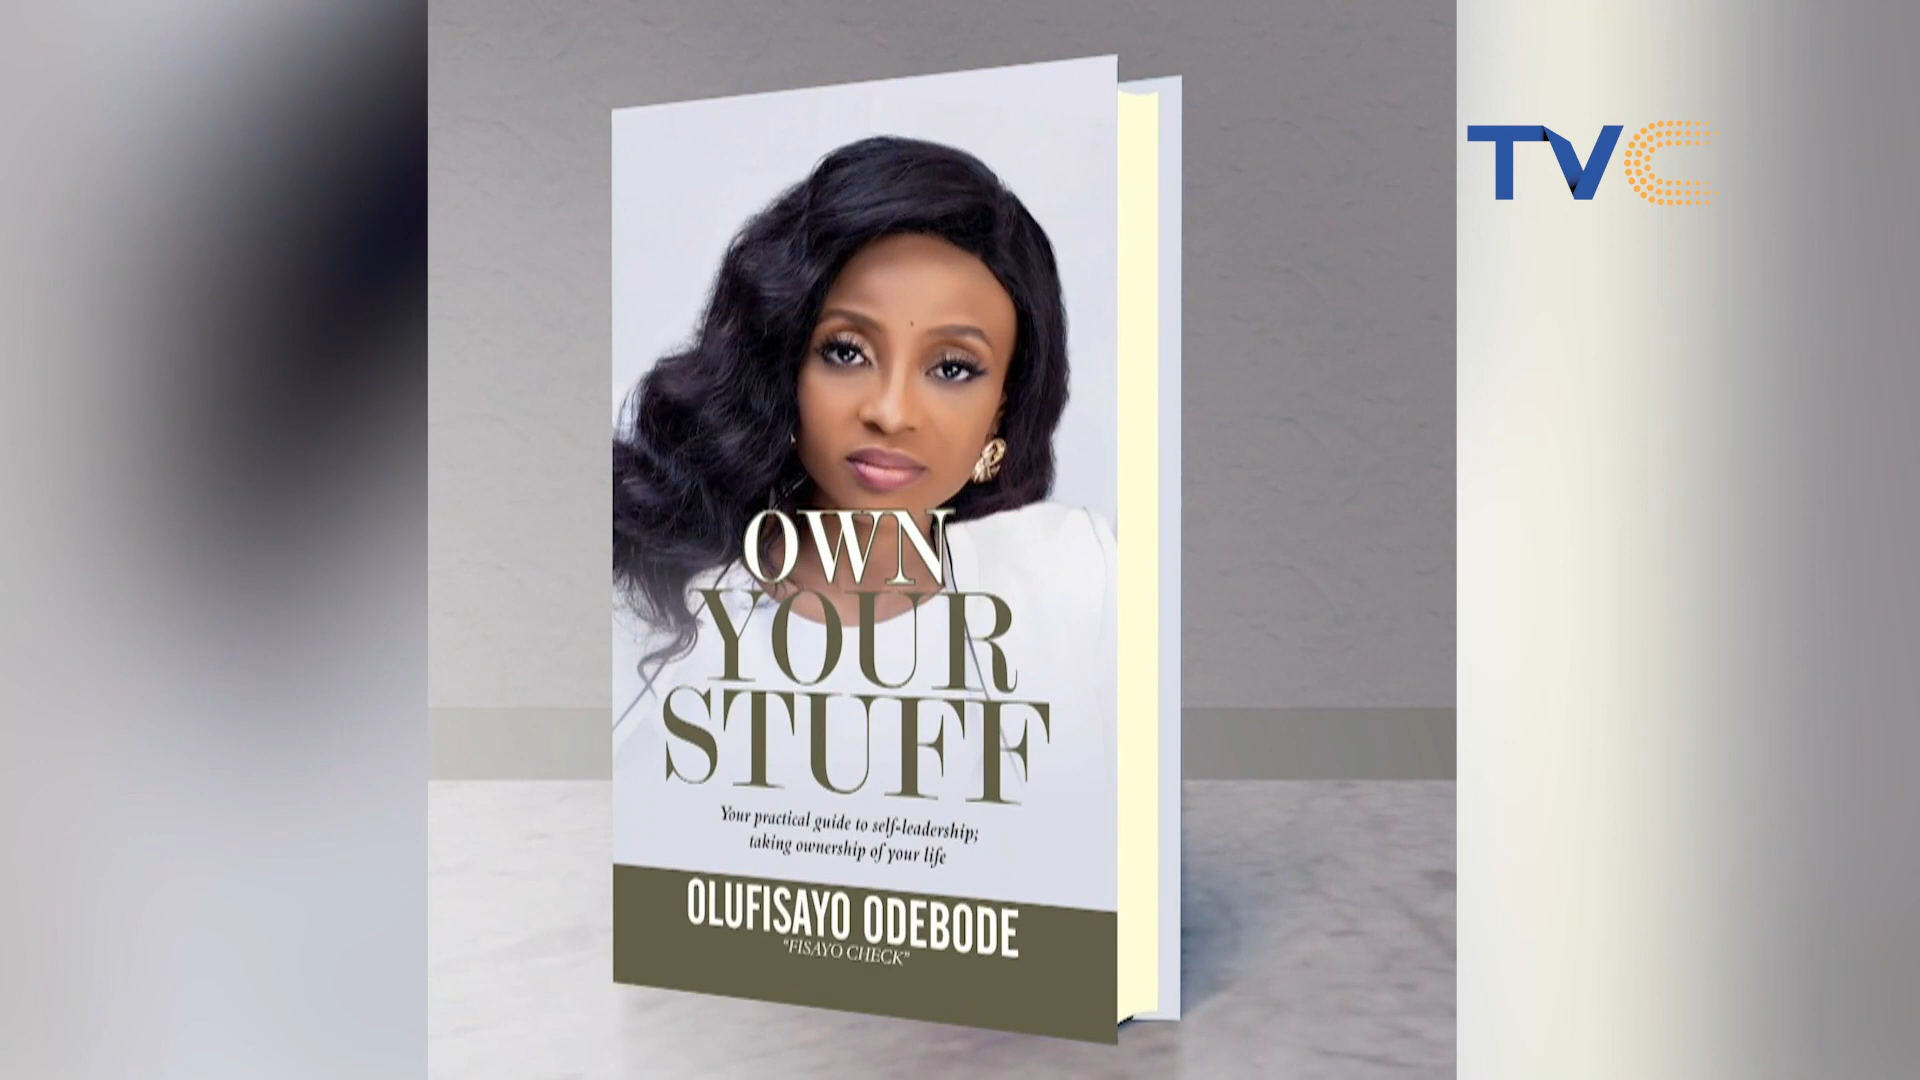 TVC
OWN
YOUR
STUFF
Your practical guide to self-leadership;
taking ownership of your life
OLUFISAYO ODEBODE
"FISAYO CHECK"